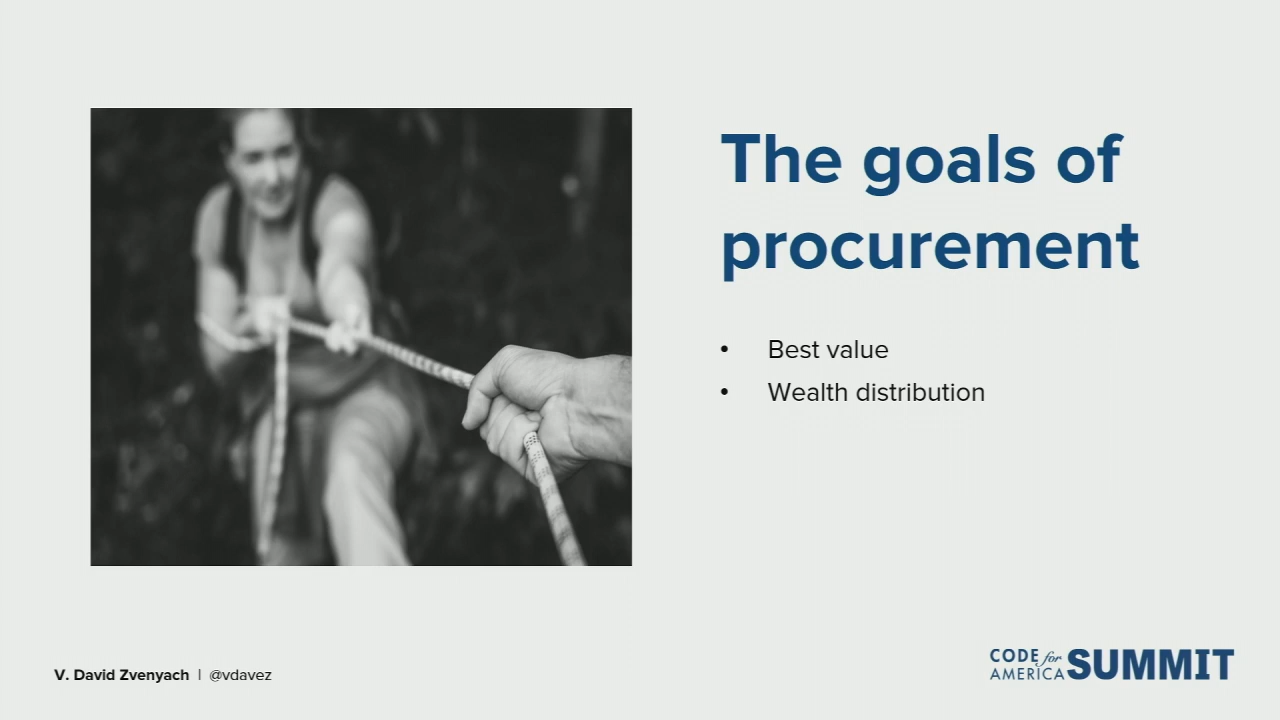 The goals of
procurement
• Best value
• Wealth distribution
V. David Zvenyach | @vdavez
CODE for
AMERICA SUMMIT